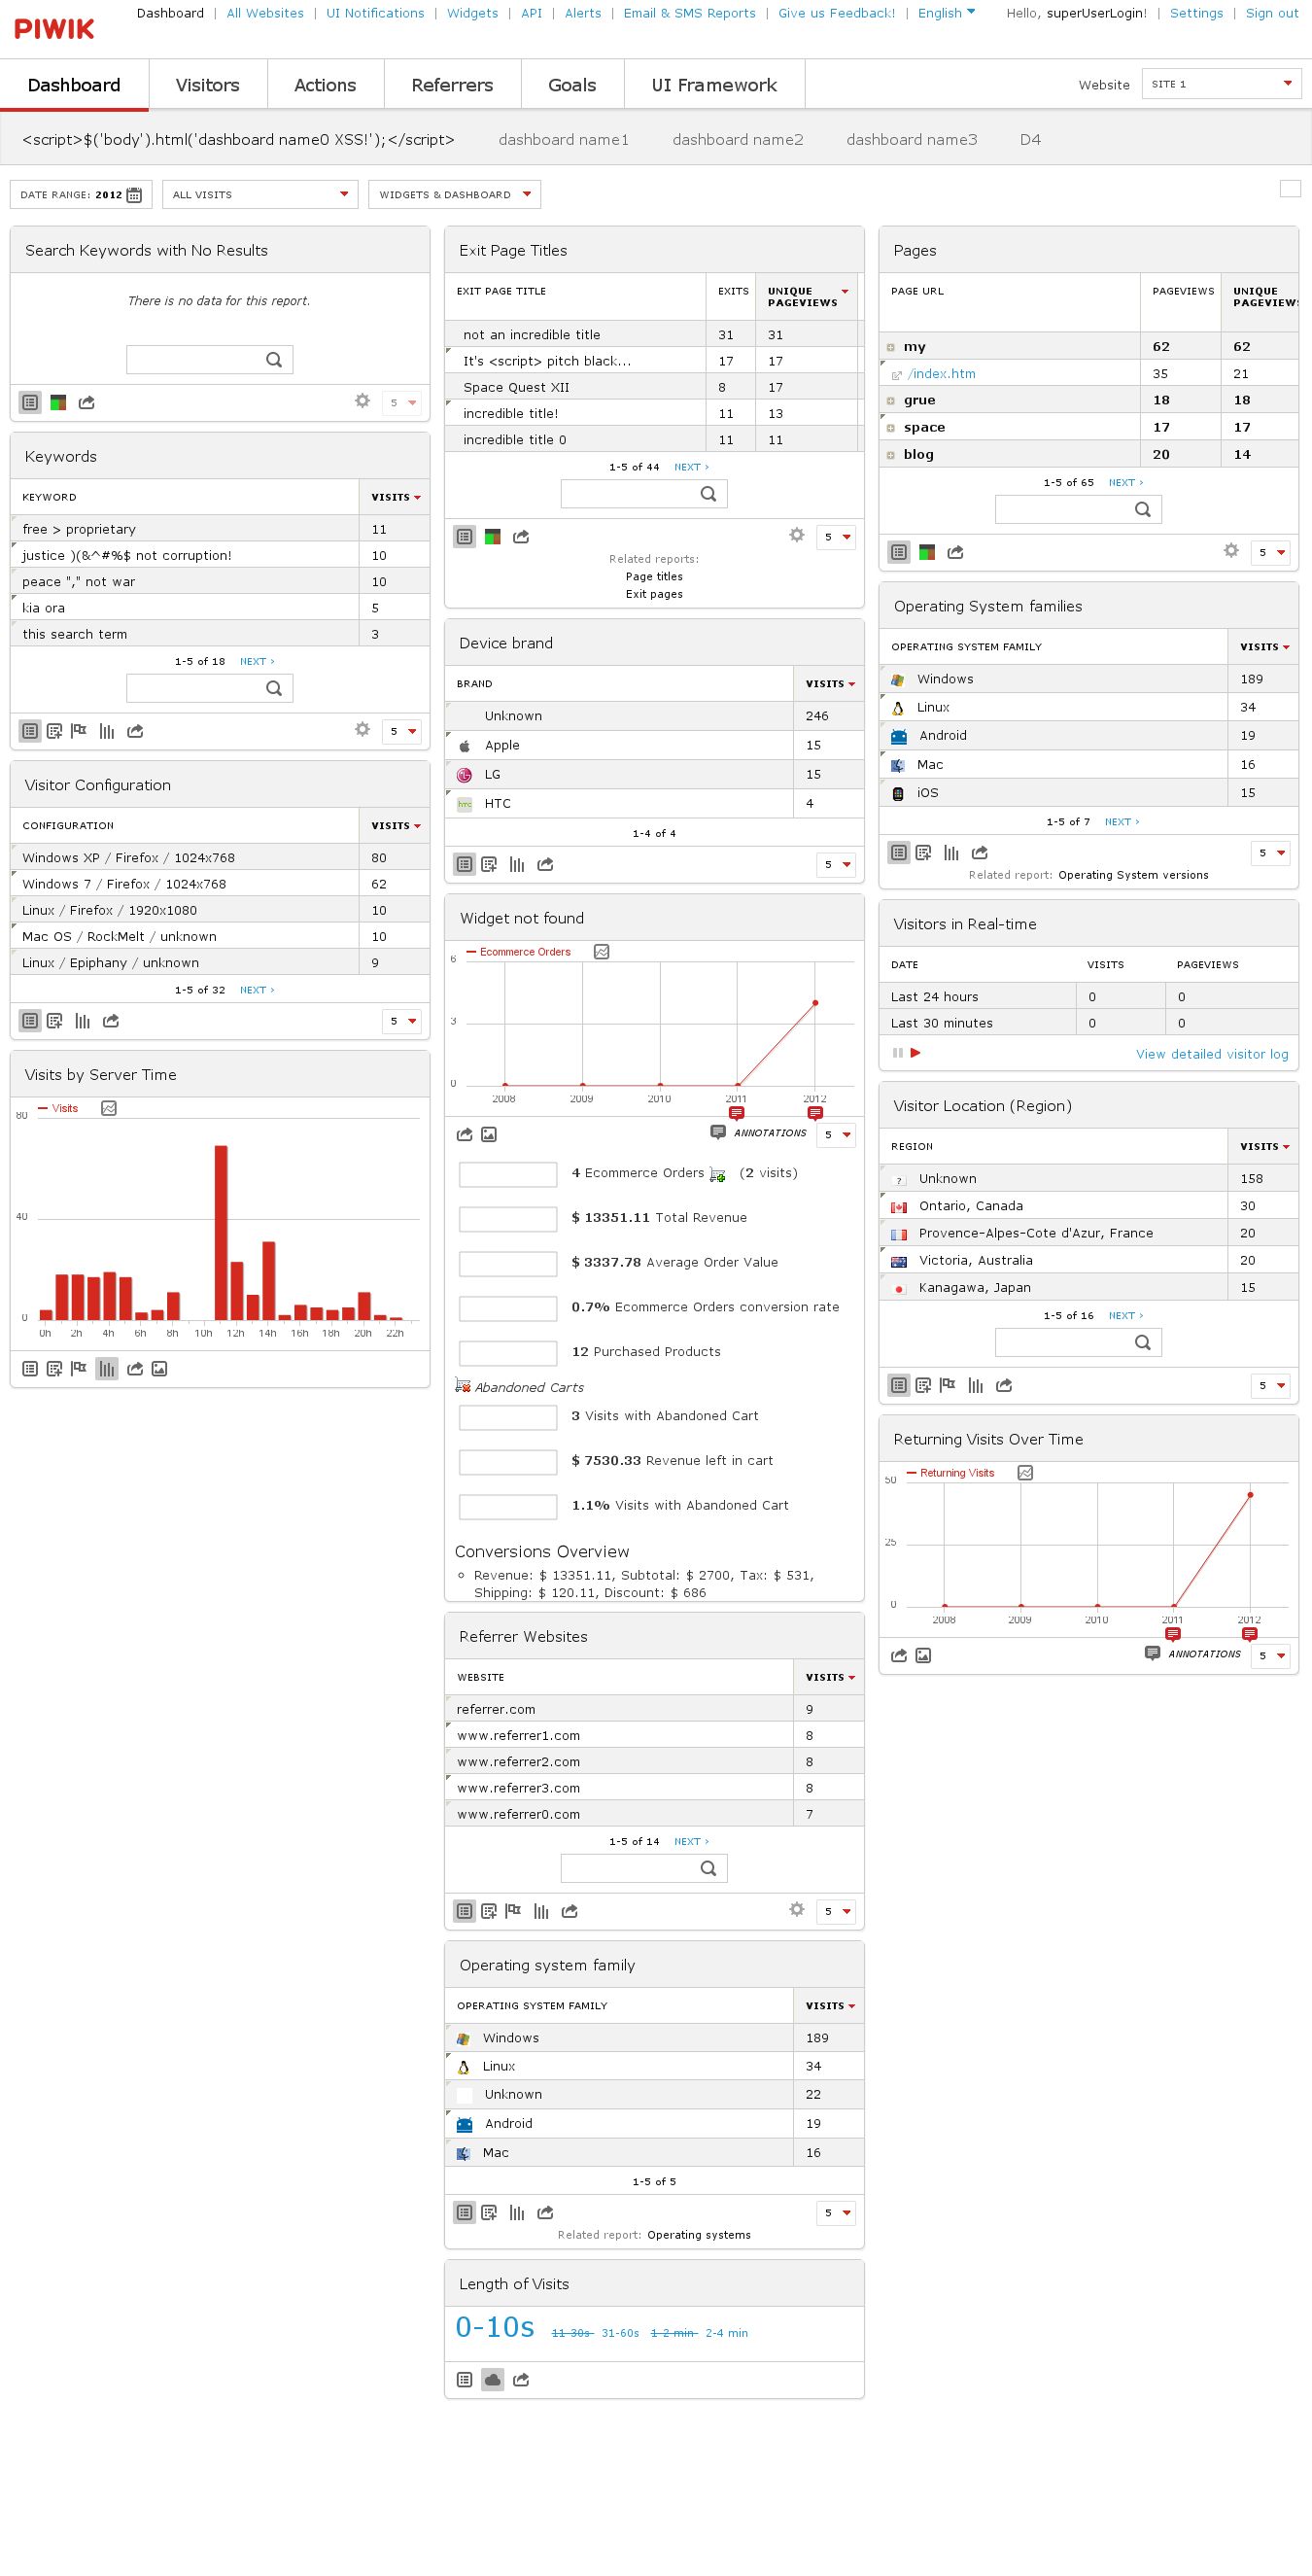 PIWIK
Dashboard | All Websites | UI Notifications | Widgets | API | Alerts | Email & SMS Reports | Give us Feedback! | English
Hello, superUserLogin! | Settings | Sign out
Dashboard Visitors Actions Referrers Goals UI Framework
Website SITE 1
<script>$('body').html('dashboard name0 XSS!');</script> dashboard name1 dashboard name2 dashboard name3 D4
DATE RANGE: 2012 ALL VISITS WIDGETS & DASHBOARD
Search Keywords with No Results
There is no data for this report.
5
Keywords
KEYWORD VISITS
free > proprietary 11
justice )(&^#%$ not corruption! 10
peace "," not war 10
kia ora 5
this search term 3
1-5 of 18 NEXT ›
5
Visitor Configuration
CONFIGURATION VISITS
Windows XP / Firefox / 1024x768 80
Windows 7 / Firefox / 1024x768 62
Linux / Firefox / 1920x1080 10
Mac OS / RockMelt / unknown 10
Linux / Epiphany / unknown 9
1-5 of 32 NEXT ›
5
Visits by Server Time
Visits
80
40
0
0h 2h 4h 6h 8h 10h 12h 14h 16h 18h 20h 22h
Exit Page Titles
EXIT PAGE TITLE EXITS UNIQUE
PAGEVIEWS
not an incredible title 31 31
It's <script> pitch black... 17 17
Space Quest XII 8 17
incredible title! 11 13
incredible title 0 11 11
1-5 of 44 NEXT ›
5
Related reports:
Page titles
Exit pages
Device brand
BRAND VISITS
Unknown 246
Apple 15
LG 15
hTC HTC 4
1-4 of 4
5
Widget not found
Ecommerce Orders
6
3
0
2008 2009 2010 2011 2012
ANNOTATIONS 5
4 Ecommerce Orders (2 visits)
$ 13351.11 Total Revenue
$ 3337.78 Average Order Value
0.7% Ecommerce Orders conversion rate
12 Purchased Products
Abandoned Carts
3 Visits with Abandoned Cart
$ 7530.33 Revenue left in cart
1.1% Visits with Abandoned Cart
Conversions Overview
Revenue: $ 13351.11, Subtotal: $ 2700, Tax: $ 531,
Shipping: $ 120.11, Discount: $ 686
Referrer Websites
WEBSITE VISITS
referrer.com 9
www.referrer1.com 8
www.referrer2.com 8
www.referrer3.com 8
www.referrer0.com 7
1-5 of 14 NEXT ›
5
Operating system family
OPERATING SYSTEM FAMILY VISITS
Windows 189
Linux 34
Unknown 22
Android 19
Mac 16
1-5 of 5
5
Related report: Operating systems
Length of Visits
0-10s 11-30s 31-60s 1-2 min 2-4 min
Pages
PAGE URL PAGEVIEWS UNIQUE
PAGEVIEWS
my 62 62
/index.htm 35 21
grue 18 18
space 17 17
blog 20 14
1-5 of 65 NEXT ›
5
Operating System families
OPERATING SYSTEM FAMILY VISITS
Windows 189
Linux 34
Android 19
Mac 16
iOS 15
1-5 of 7 NEXT ›
5
Related report: Operating System versions
Visitors in Real-time
DATE VISITS PAGEVIEWS
Last 24 hours 0 0
Last 30 minutes 0 0
View detailed visitor log
Visitor Location (Region)
REGION VISITS
? Unknown 158
Ontario, Canada 30
Provence-Alpes-Cote d'Azur, France 20
Victoria, Australia 20
Kanagawa, Japan 15
1-5 of 16 NEXT ›
5
Returning Visits Over Time
Returning Visits
50
25
0
2008 2009 2010 2011 2012
ANNOTATIONS 5